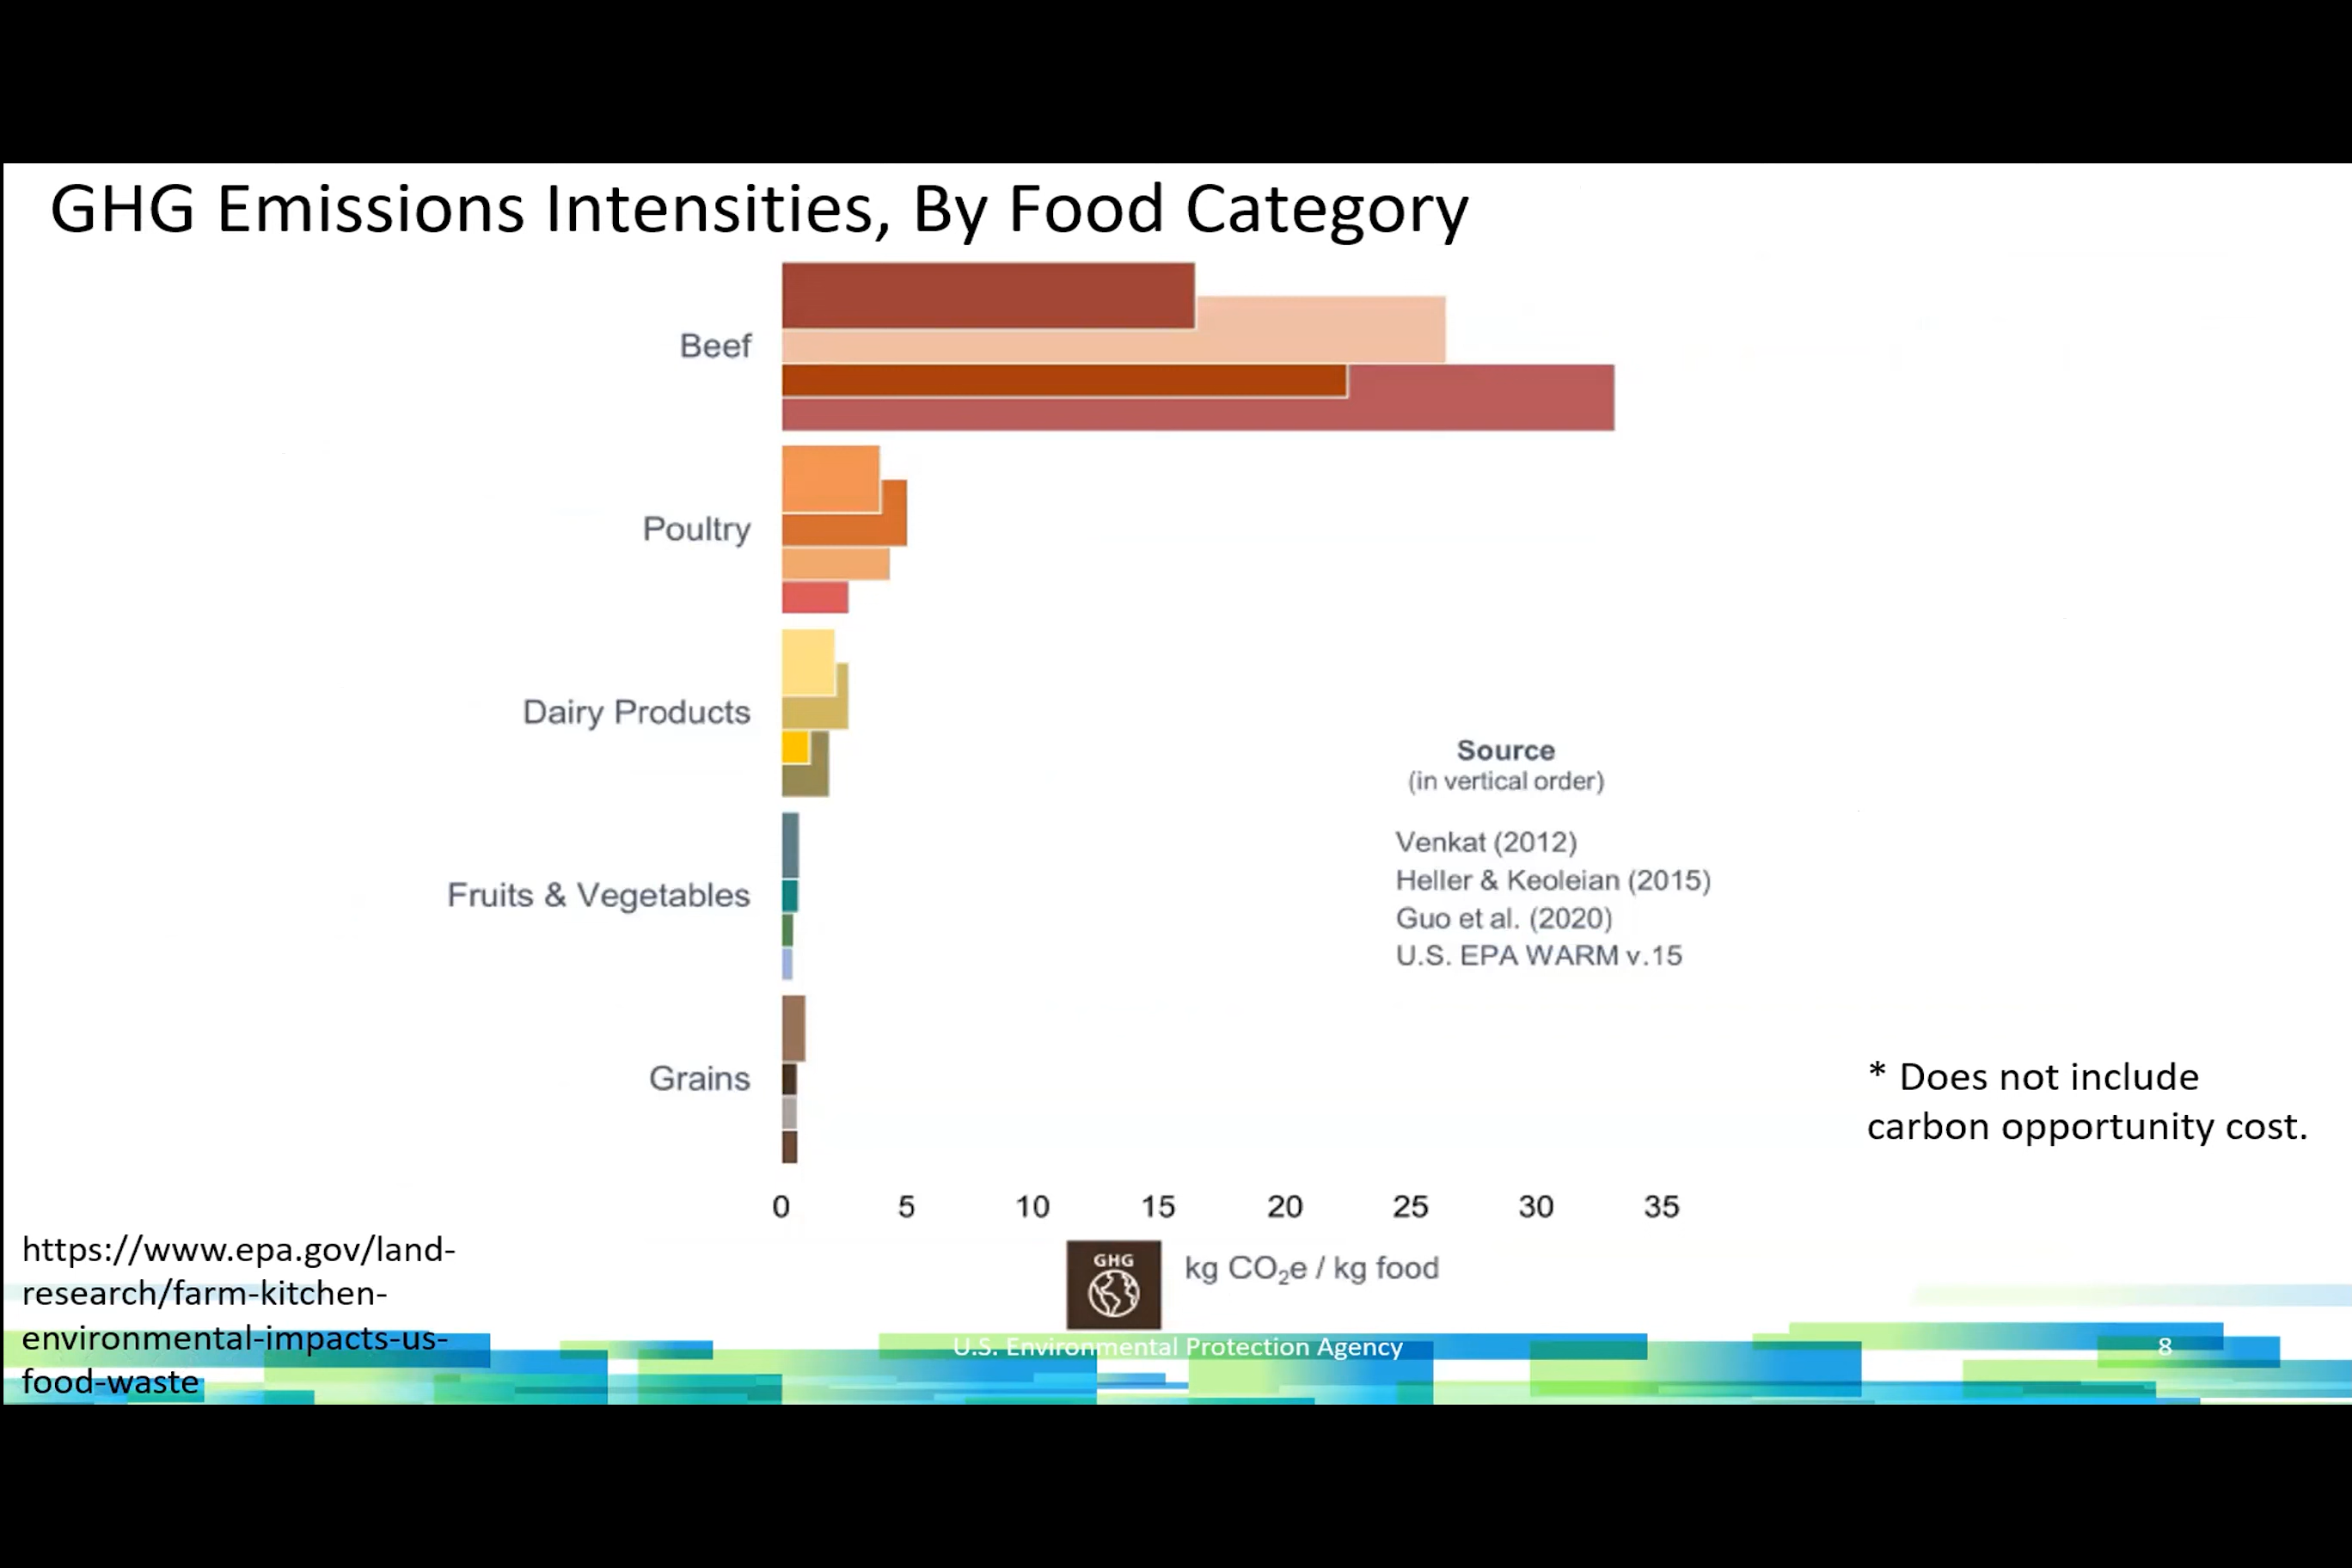 GHG Emissions Intensities, By Food Category
Beef
Poultry
Dairy Products
Fruits & Vegetables
Grains
Source
(in vertical order)
Venkat (2012)
Heller & Keoleian (2015)
Guo et al. (2020)
U.S. EPA WARM v.15
* Does not include
carbon opportunity cost.
0 5 10 15 20 25 30 35
GHG
kg CO₂e / kg food
https://www.epa.gov/land-
research/farm-kitchen-
environmental-impacts-us-
food-waste
U.S. Environmental Protection Agency
8